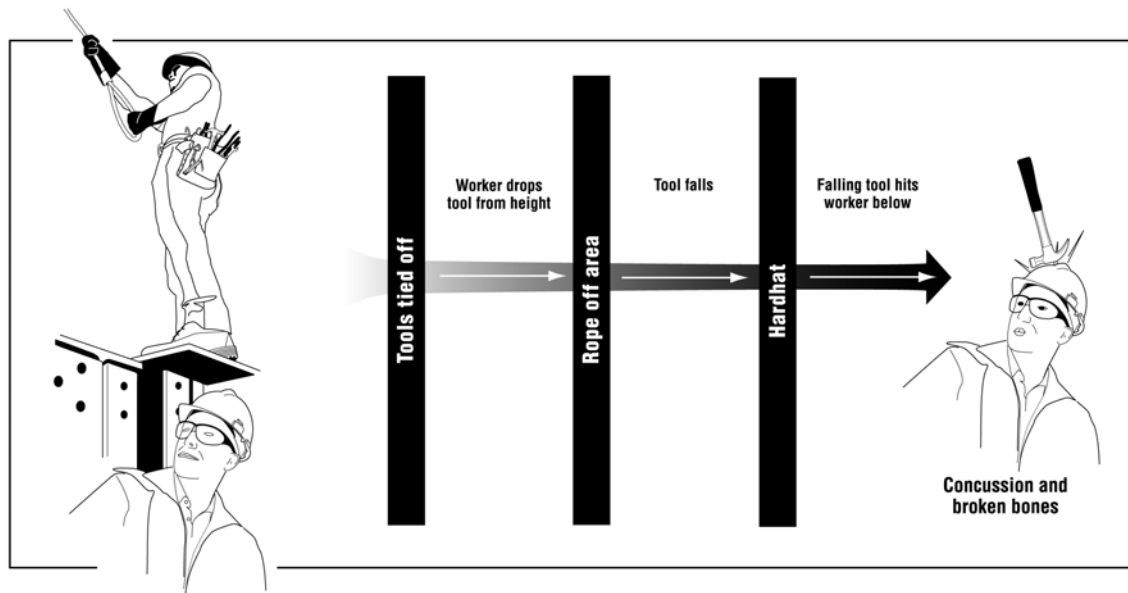 Tools tied off
Worker drops
tool from height
Rope off area
Tool falls
Hardhat
Falling tool hits
worker below
Concussion and
broken bones